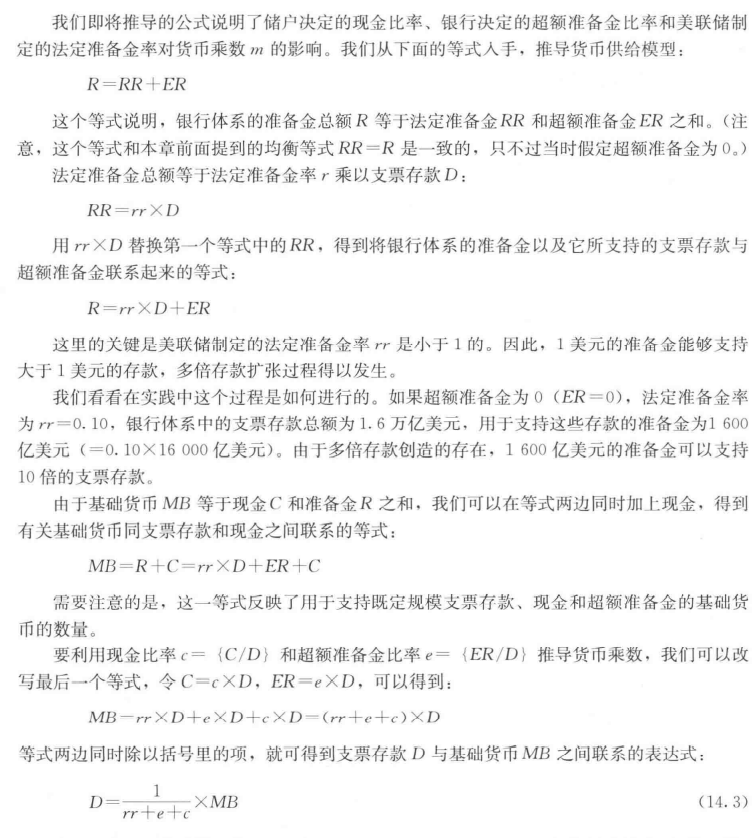 我们即将推导的公式说明了储户决定的现金比率、银行决定的超额准备金比率和美联储制
定的法定准备金率对货币乘数 m 的影响。我们从下面的等式入手，推导货币供给模型：
R=RR+ER
这个等式说明，银行体系的准备金总额 R 等于法定准备金 RR 和超额准备金 ER 之和。（注
意，这个等式和本章前面提到的均衡等式 RR=R 是一致的，只不过当时假定超额准备金为 0。）
法定准备金总额等于法定准备金率 r 乘以支票存款 D：
RR=rr×D
用 rr×D 替换第一个等式中的 RR，得到将银行体系的准备金以及它所支持的支票存款与
超额准备金联系起来的等式：
R=rr×D+ER
这里的关键是美联储制定的法定准备金率 rr 是小于 1 的。因此，1 美元的准备金能够支持
大于 1 美元的存款，多倍存款扩张过程得以发生。
我们看看在实践中这个过程是如何进行的。如果超额准备金为 0（ER=0），法定准备金率
为 rr=0.10，银行体系中的支票存款总额为 1.6 万亿美元，用于支持这些存款的准备金为1 600
亿美元（=0.10×16 000 亿美元）。由于多倍存款创造的存在，1 600 亿美元的准备金可以支持
10 倍的支票存款。
由于基础货币 MB 等于现金 C 和准备金 R 之和，我们可以在等式两边同时加上现金，得到
有关基础货币同支票存款和现金之间联系的等式：
MB=R+C=rr×D+ER+C
需要注意的是，这一等式反映了用于支持既定规模支票存款、现金和超额准备金的基础货
币的数量。
要利用现金比率 c=｛C/D｝和超额准备金比率 e=｛ER/D｝推导货币乘数，我们可以改
写最后一个等式，令 C=c×D，ER=e×D，可以得到：
MB=rr×D+e×D+c×D=(rr+e+c)×D
等式两边同时除以括号里的项，就可得到支票存款 D 与基础货币 MB 之间联系的表达式：
D=1/(rr+e+c)×MB (14.3)